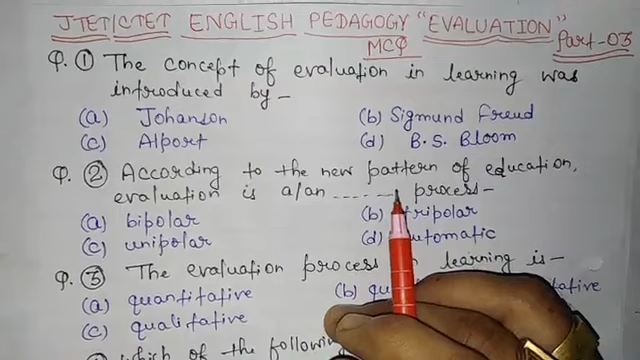 JTET/CTET ENGLISH PEDAGOGY "EVALUATION"
MCQ Part-03
Q. ① The concept of evaluation in learning was
introduced by -
(a) Johanson (b) Sigmund Freud
(c) Alport (d) B.S. Bloom
Q. ② According to the new pattern of education,
evaluation is a/an ------- process-
(a) bipolar (b) tripolar
(c) unipolar (d) automatic
Q. ③ The evaluation process in learning is-
(a) quantitative (b)
(c) qualitative
which of the following